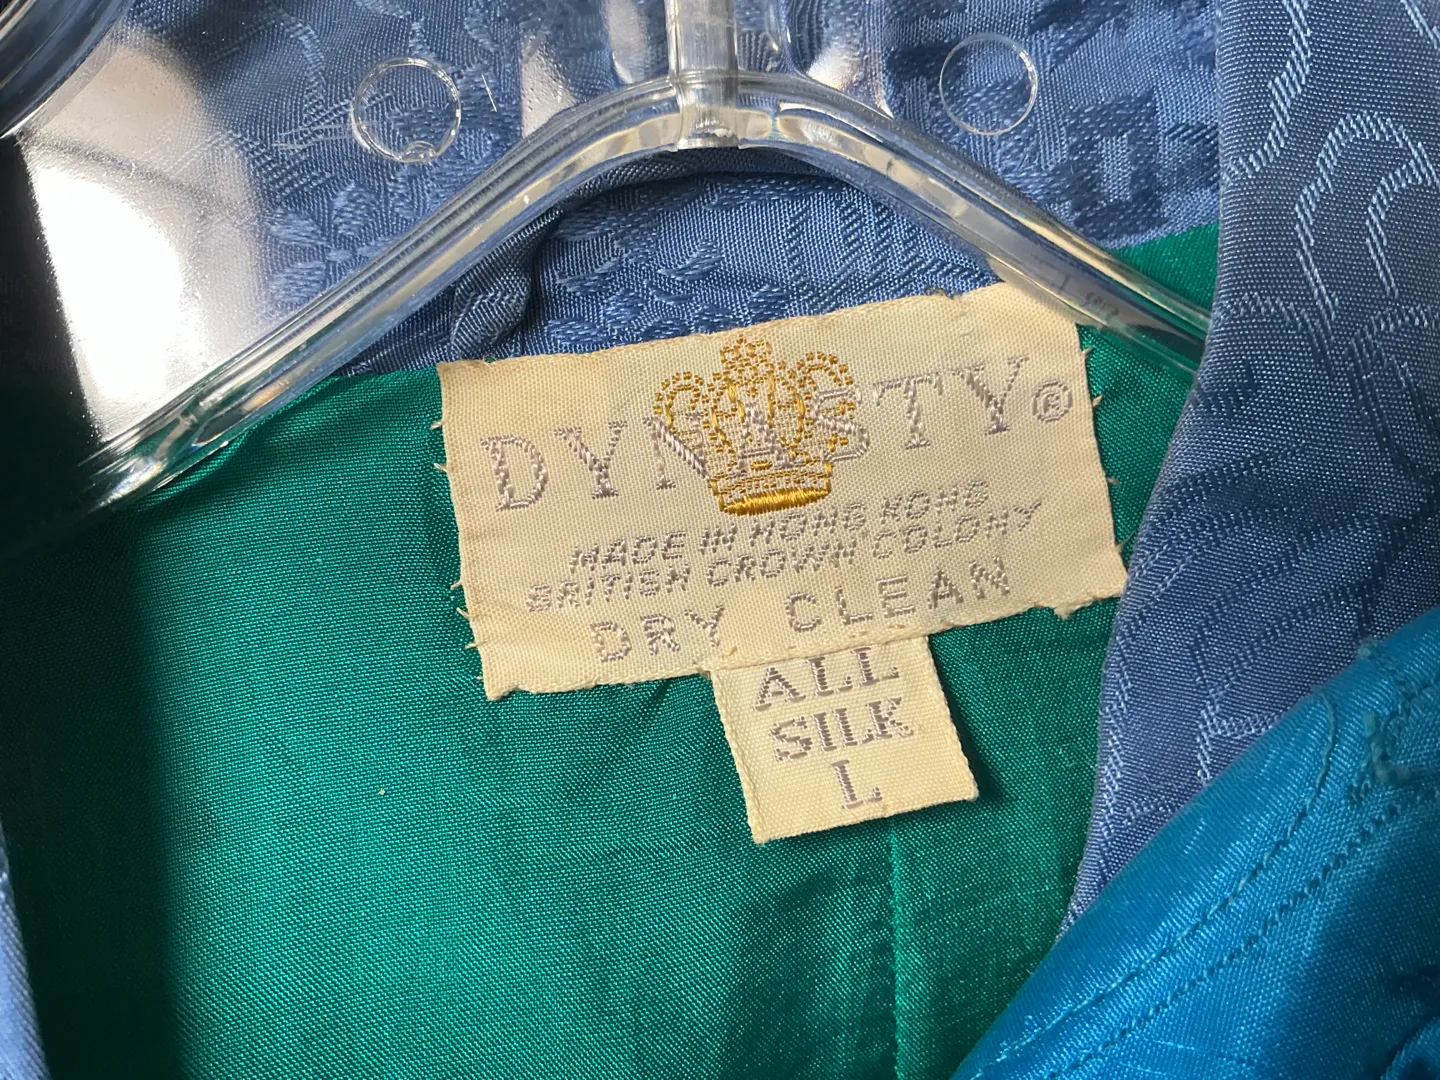 DYNASTY®
MADE IN HONG KONG
BRITISH CROWN COLONY
DRY CLEAN
ALL
SILK
L